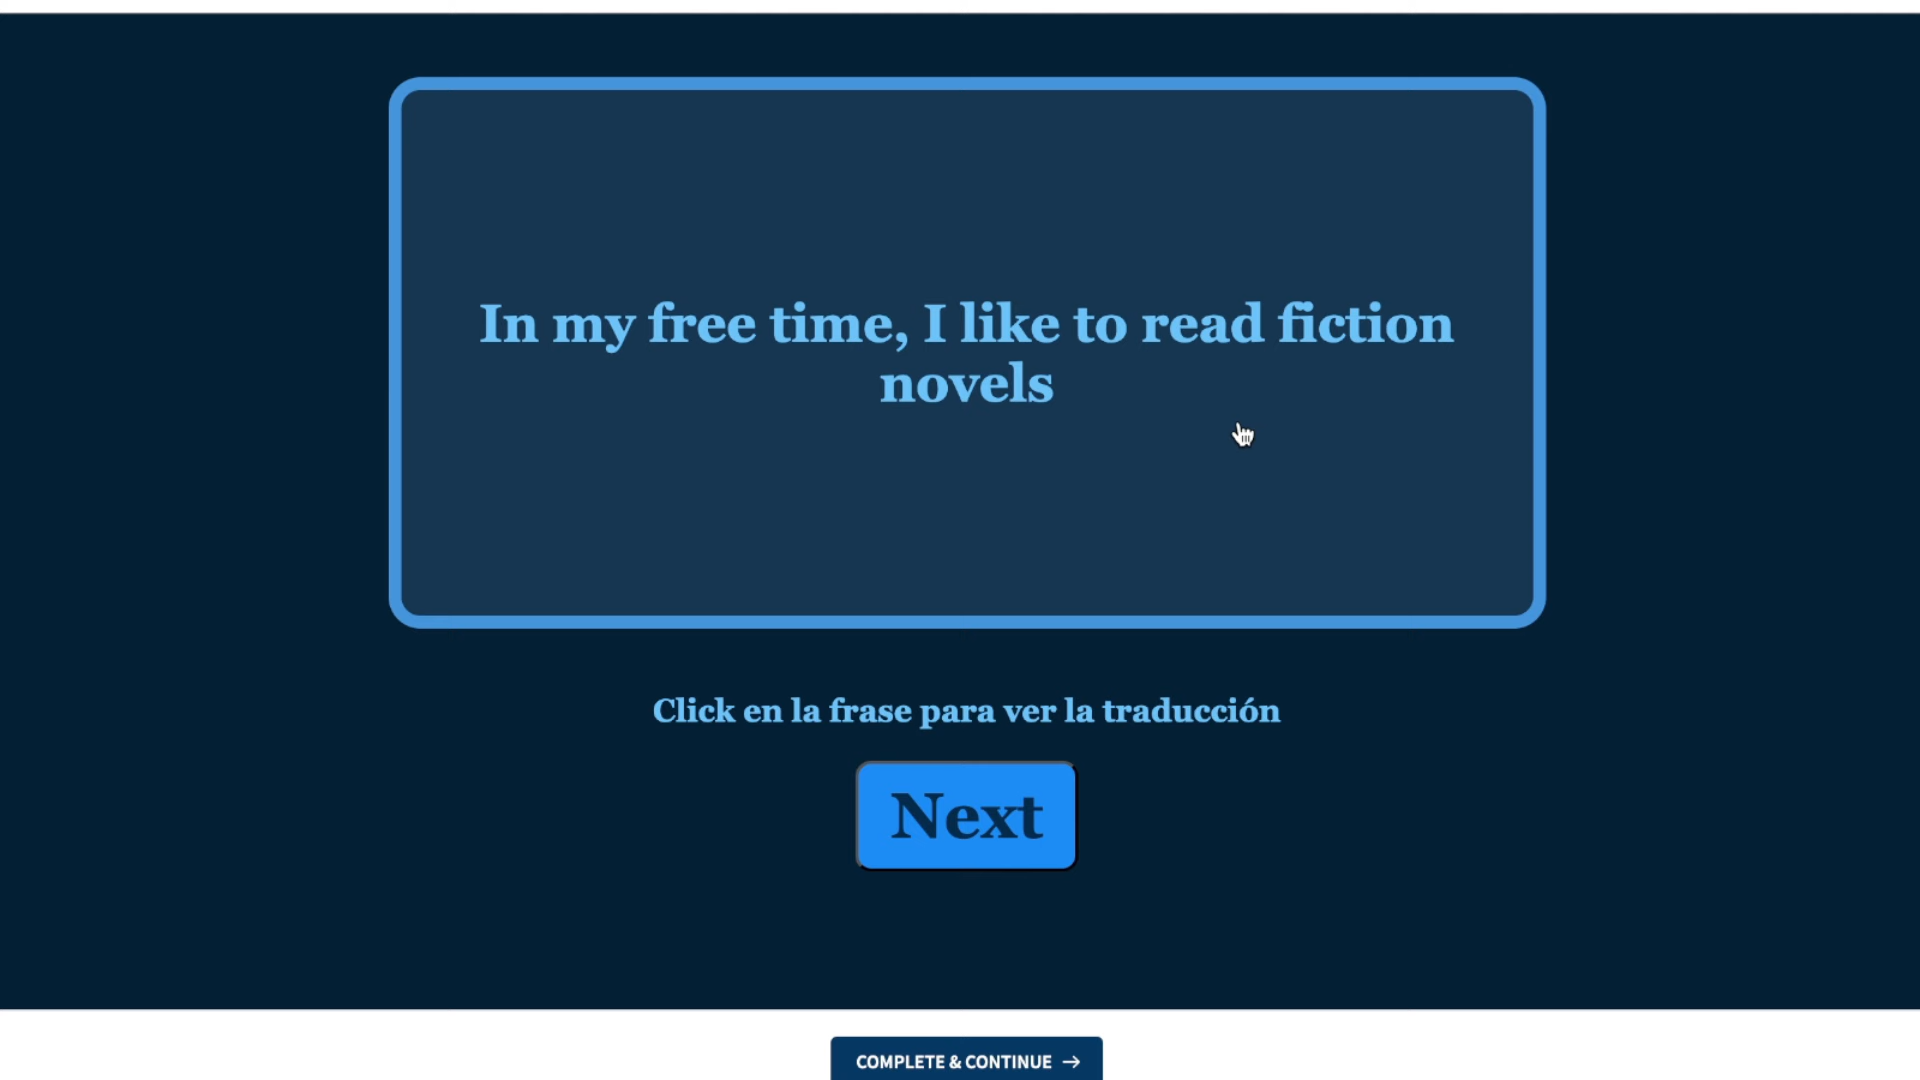 In my free time, I like to read fiction
novels
Click en la frase para ver la traducción
Next
COMPLETE & CONTINUE →